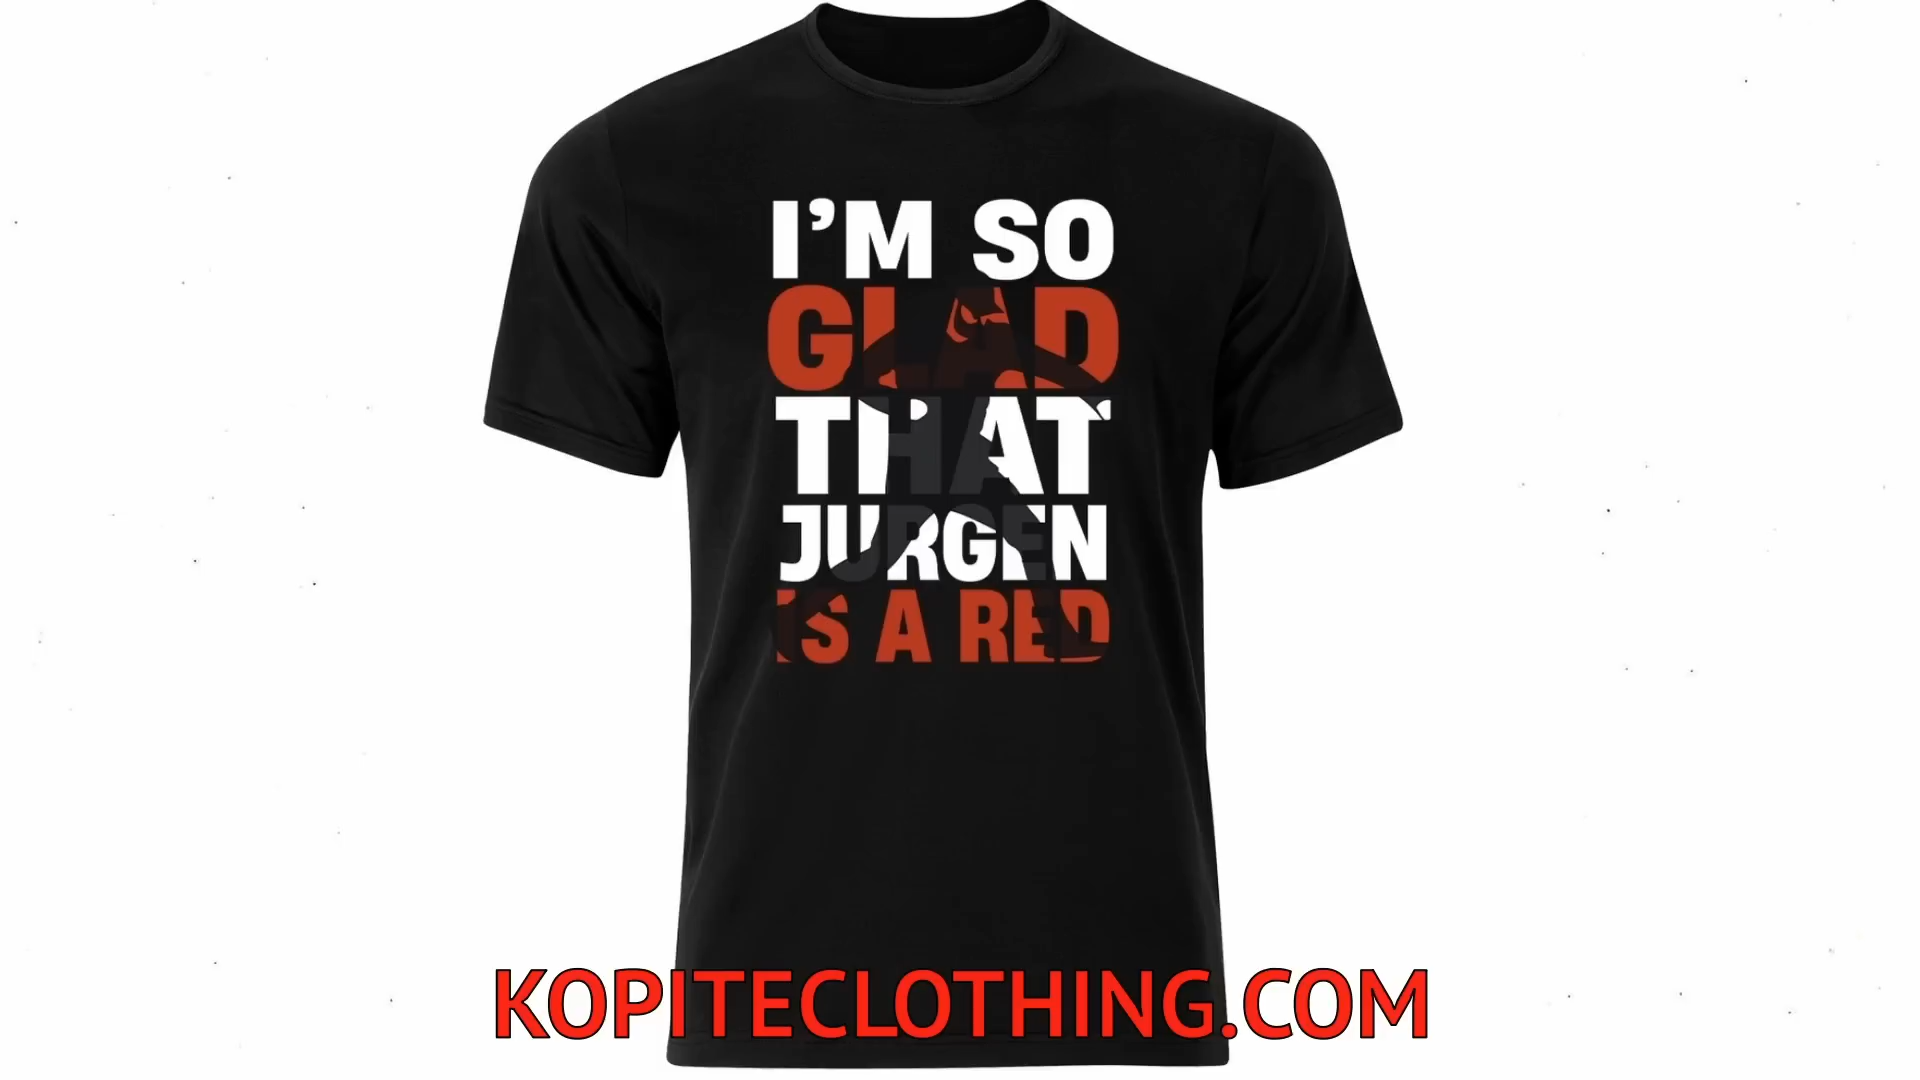 I'M SO
GLAD
THAT
JURGEN
IS A RED
KOPITECLOTHING.COM